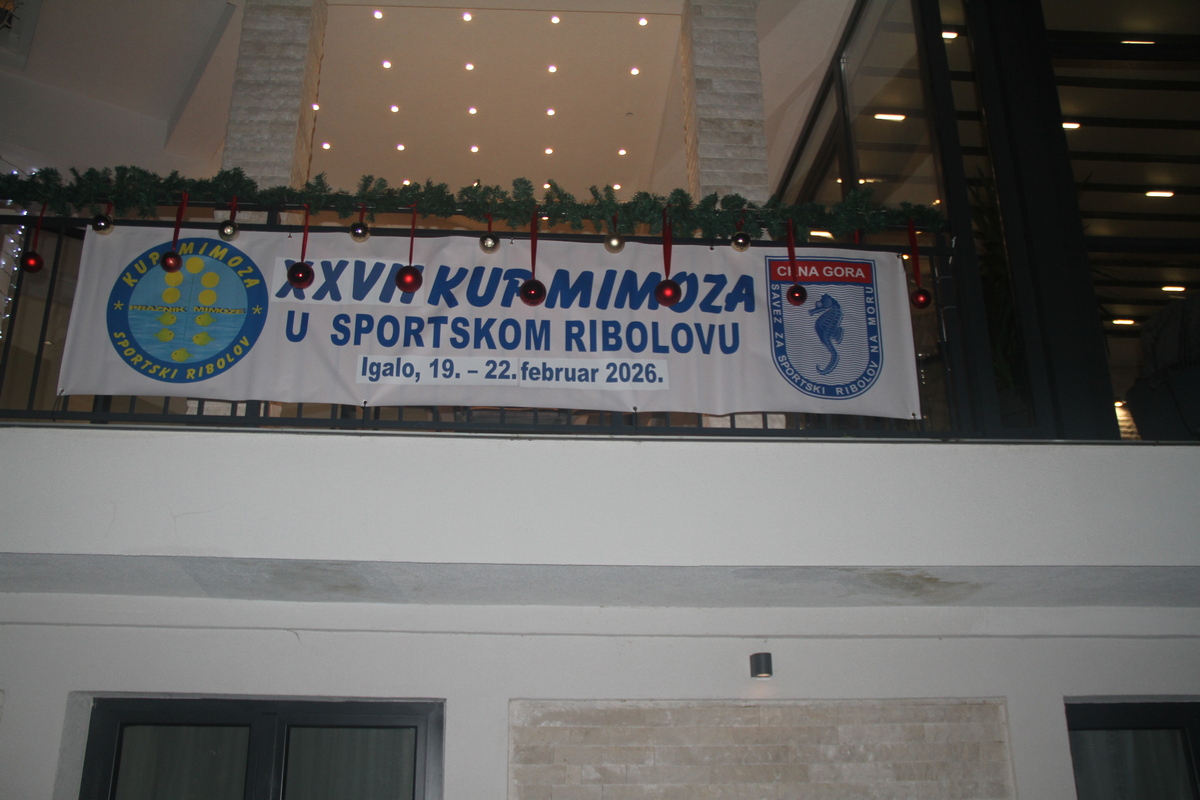 KUP MIMOZA
PRAZNIK MIMOZE
SPORTSKI RIBOLOV
XXVII KUP MIMOZA
U SPORTSKOM RIBOLOVU
Igalo, 19. – 22. februar 2026.
CRNA GORA
SAVEZ ZA SPORTSKI RIBOLOV NA MORU